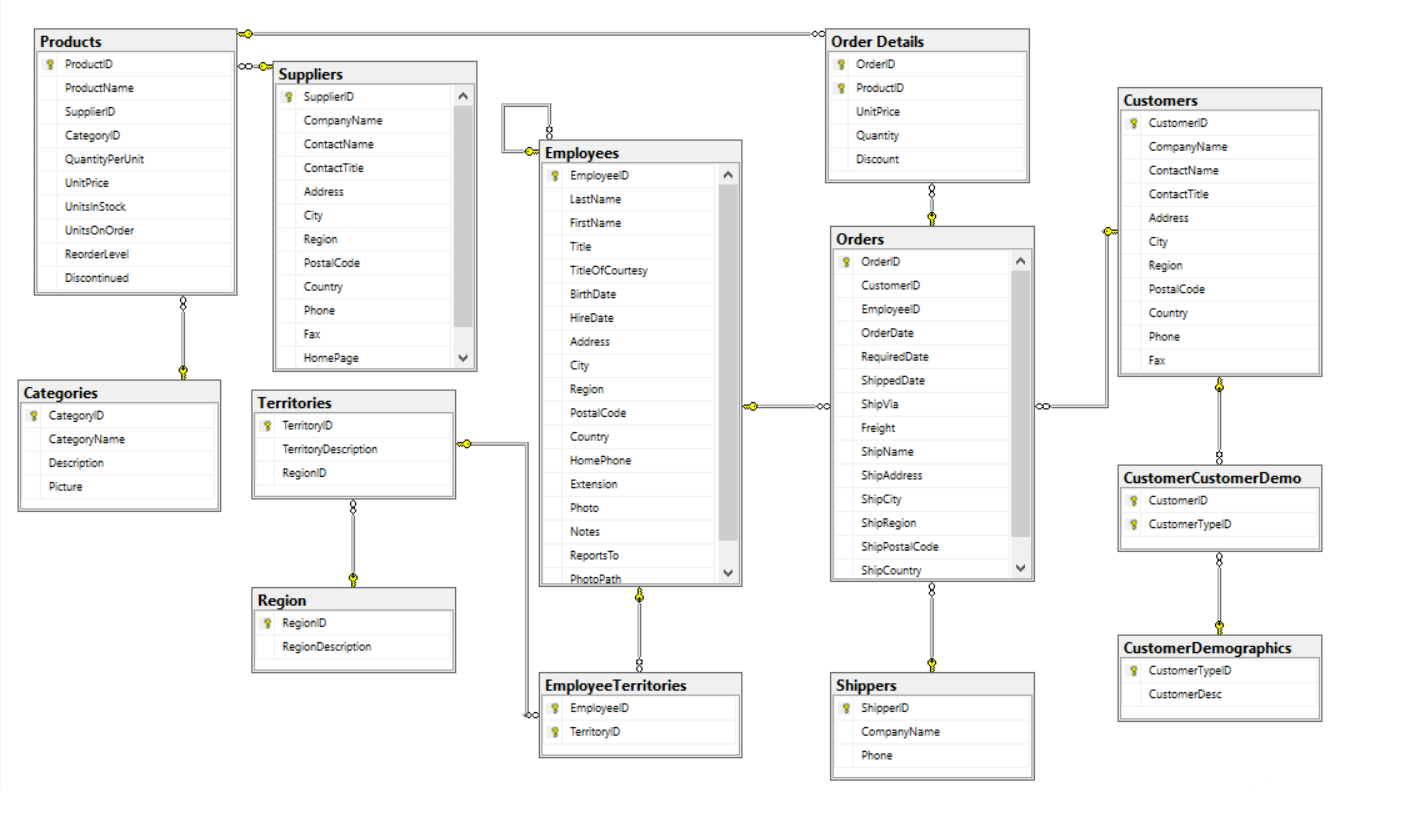 Products
ProductID
ProductName
SupplierID
CategoryID
QuantityPerUnit
UnitPrice
UnitsInStock
UnitsOnOrder
ReorderLevel
Discontinued
Suppliers
SupplierID
CompanyName
ContactName
ContactTitle
Address
City
Region
PostalCode
Country
Phone
Fax
HomePage
Categories
CategoryID
CategoryName
Description
Picture
Territories
TerritoryID
TerritoryDescription
RegionID
Region
RegionID
RegionDescription
Employees
EmployeeID
LastName
FirstName
Title
TitleOfCourtesy
BirthDate
HireDate
Address
City
Region
PostalCode
Country
HomePhone
Extension
Photo
Notes
ReportsTo
PhotoPath
EmployeeTerritories
EmployeeID
TerritoryID
Order Details
OrderID
ProductID
UnitPrice
Quantity
Discount
Orders
OrderID
CustomerID
EmployeeID
OrderDate
RequiredDate
ShippedDate
ShipVia
Freight
ShipName
ShipAddress
ShipCity
ShipRegion
ShipPostalCode
ShipCountry
Shippers
ShipperID
CompanyName
Phone
Customers
CustomerID
CompanyName
ContactName
ContactTitle
Address
City
Region
PostalCode
Country
Phone
Fax
CustomerCustomerDemo
CustomerID
CustomerTypeID
CustomerDemographics
CustomerTypeID
CustomerDesc